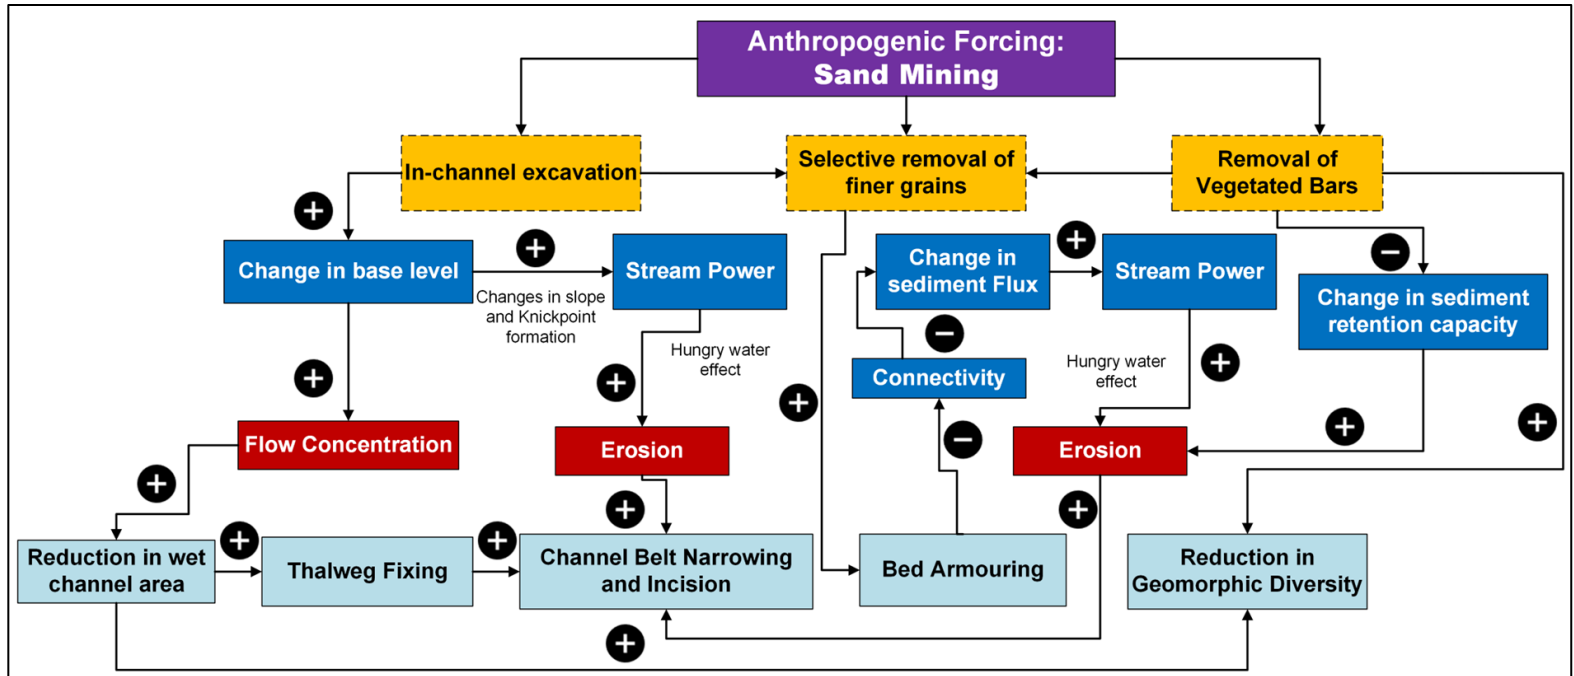 Anthropogenic Forcing:
Sand Mining
In-channel excavation
Selective removal of
finer grains
Removal of
Vegetated Bars
+
Change in base level
+
Changes in slope
and Knickpoint
formation
Stream Power
Change in
sediment Flux
+
Stream Power
−
Change in sediment
retention capacity
Hungry water
effect
+
+
+
−
Connectivity
Hungry water
effect
+
+
+
Flow Concentration
Erosion
−
Erosion
+
+
+
Reduction in wet
channel area
+
Thalweg Fixing
+
Channel Belt Narrowing
and Incision
Bed Armouring
Reduction in
Geomorphic Diversity
+